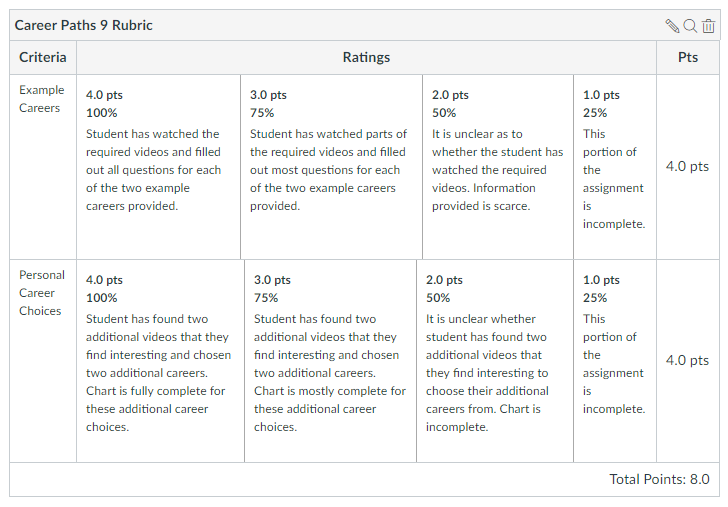 Career Paths 9 Rubric
Criteria
Ratings
Pts
Example
Careers
4.0 pts
100%
Student has watched the
required videos and filled
out all questions for each
of the two example
careers provided.
3.0 pts
75%
Student has watched parts of
the required videos and filled
out most questions for each
of the two example careers
provided.
2.0 pts
50%
It is unclear as to
whether the student has
watched the required
videos. Information
provided is scarce.
1.0 pts
25%
This
portion of
the
assignment
is
incomplete.
4.0 pts
Personal
Career
Choices
4.0 pts
100%
Student has found two
additional videos that they
find interesting and chosen
two additional careers.
Chart is fully complete for
these additional career
choices.
3.0 pts
75%
Student has found two
additional videos that they
find interesting and chosen
two additional careers.
Chart is mostly complete for
these additional career
choices.
2.0 pts
50%
It is unclear whether
student has found two
additional videos that
they find interesting to
choose their additional
careers from. Chart is
incomplete.
1.0 pts
25%
This
portion of
the
assignment
is
incomplete.
4.0 pts
Total Points: 8.0